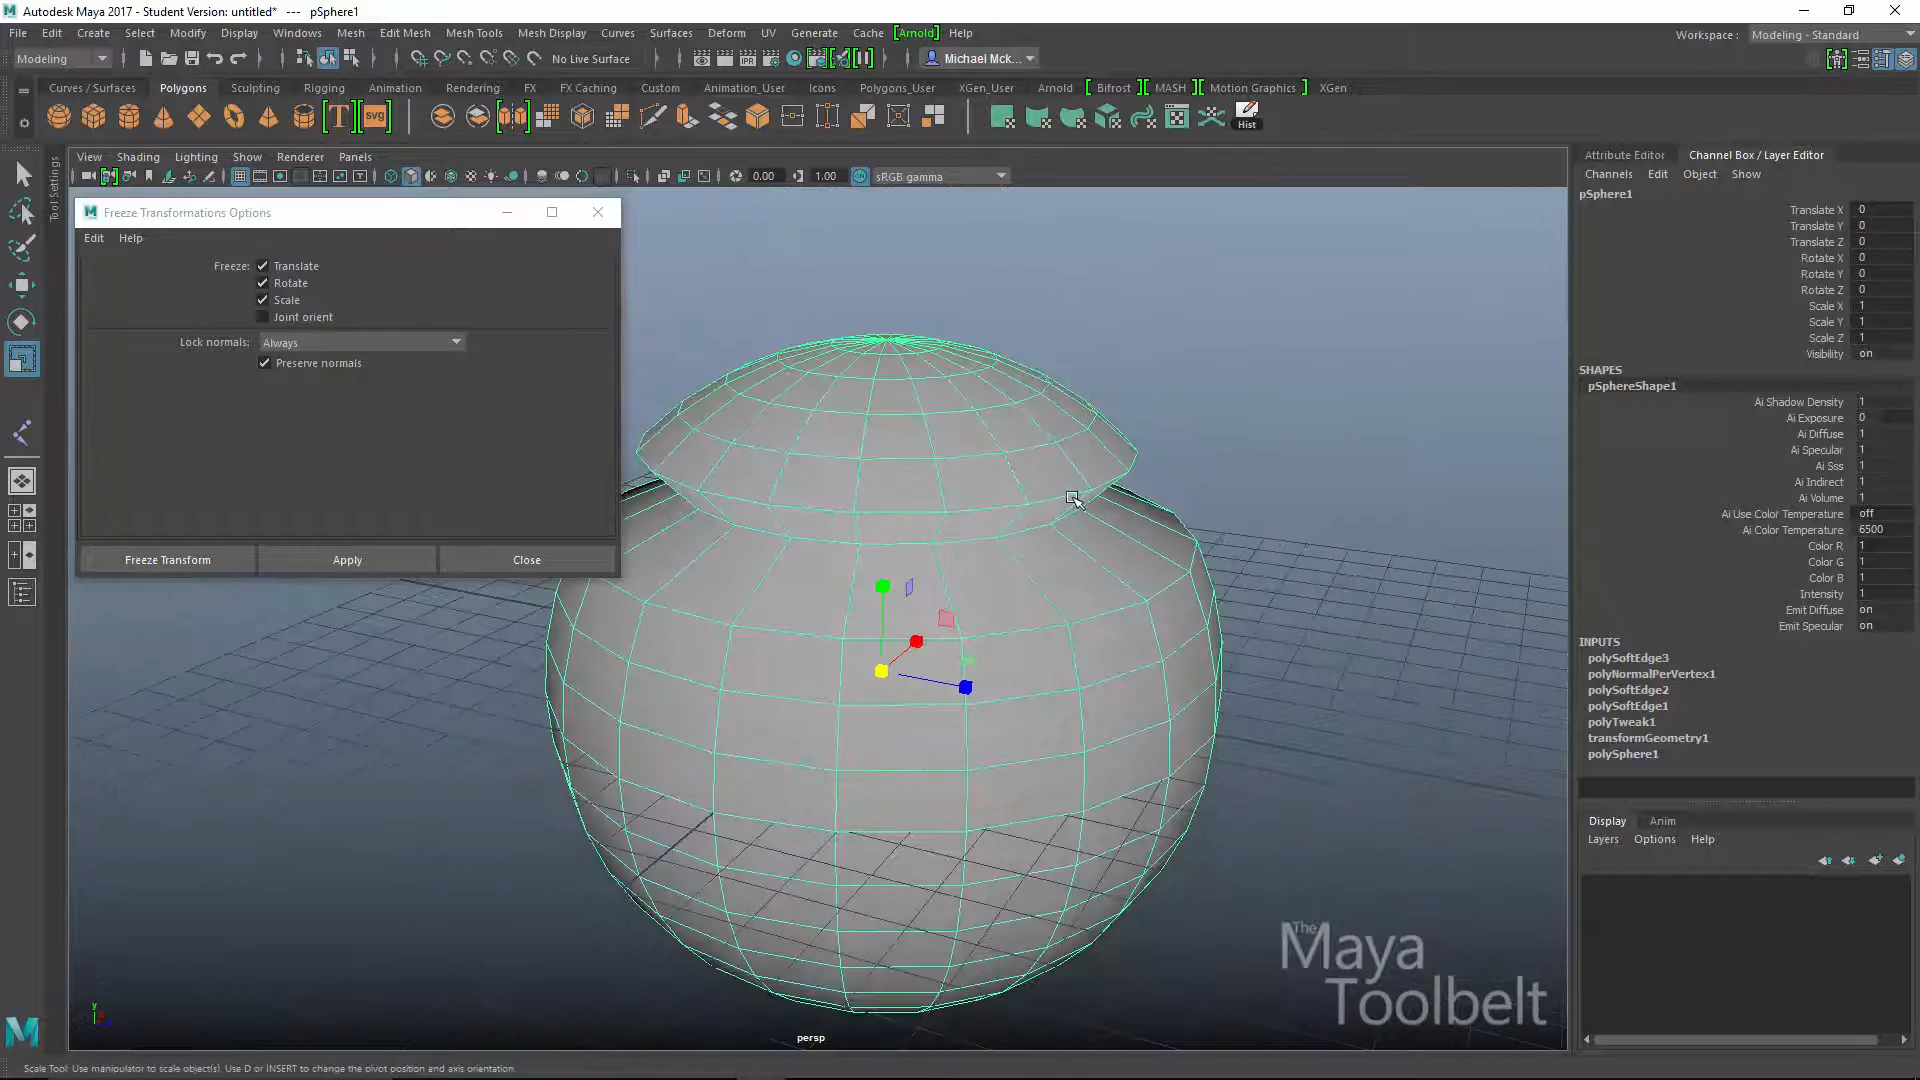 Autodesk Maya 2017 - Student Version: untitled*   ---   pSphere1
File Edit Create Select Modify Display Windows Mesh Edit Mesh Mesh Tools Mesh Display Curves Surfaces Deform UV Generate Cache [Arnold] Help
Workspace : Modeling - Standard
Modeling No Live Surface Michael Mck...
Curves / Surfaces Polygons Sculpting Rigging Animation Rendering FX FX Caching Custom Animation_User Icons Polygons_User XGen_User Arnold [ Bifrost ] [ MASH ] [ Motion Graphics ] XGen
T svg Hist
View Shading Lighting Show Renderer Panels
0.00 1.00 ON sRGB gamma
Tool Settings
Freeze Transformations Options
Edit Help
Freeze: Translate
Rotate
Scale
Joint orient
Lock normals: Always
Preserve normals
Freeze Transform Apply Close
persp
y
The
Maya
Toolbelt
Attribute Editor Channel Box / Layer Editor
Channels Edit Object Show
pSphere1
Translate X 0
Translate Y 0
Translate Z 0
Rotate X 0
Rotate Y 0
Rotate Z 0
Scale X 1
Scale Y 1
Scale Z 1
Visibility on
SHAPES
pSphereShape1
Ai Shadow Density 1
Ai Exposure 0
Ai Diffuse 1
Ai Specular 1
Ai Sss 1
Ai Indirect 1
Ai Volume 1
Ai Use Color Temperature off
Ai Color Temperature 6500
Color R 1
Color G 1
Color B 1
Intensity 1
Emit Diffuse on
Emit Specular on
INPUTS
polySoftEdge3
polyNormalPerVertex1
polySoftEdge2
polySoftEdge1
polyTweak1
transformGeometry1
polySphere1
Display Anim
Layers Options Help
Scale Tool: Use manipulator to scale object(s). Use D or INSERT to change the pivot position and axis orientation.